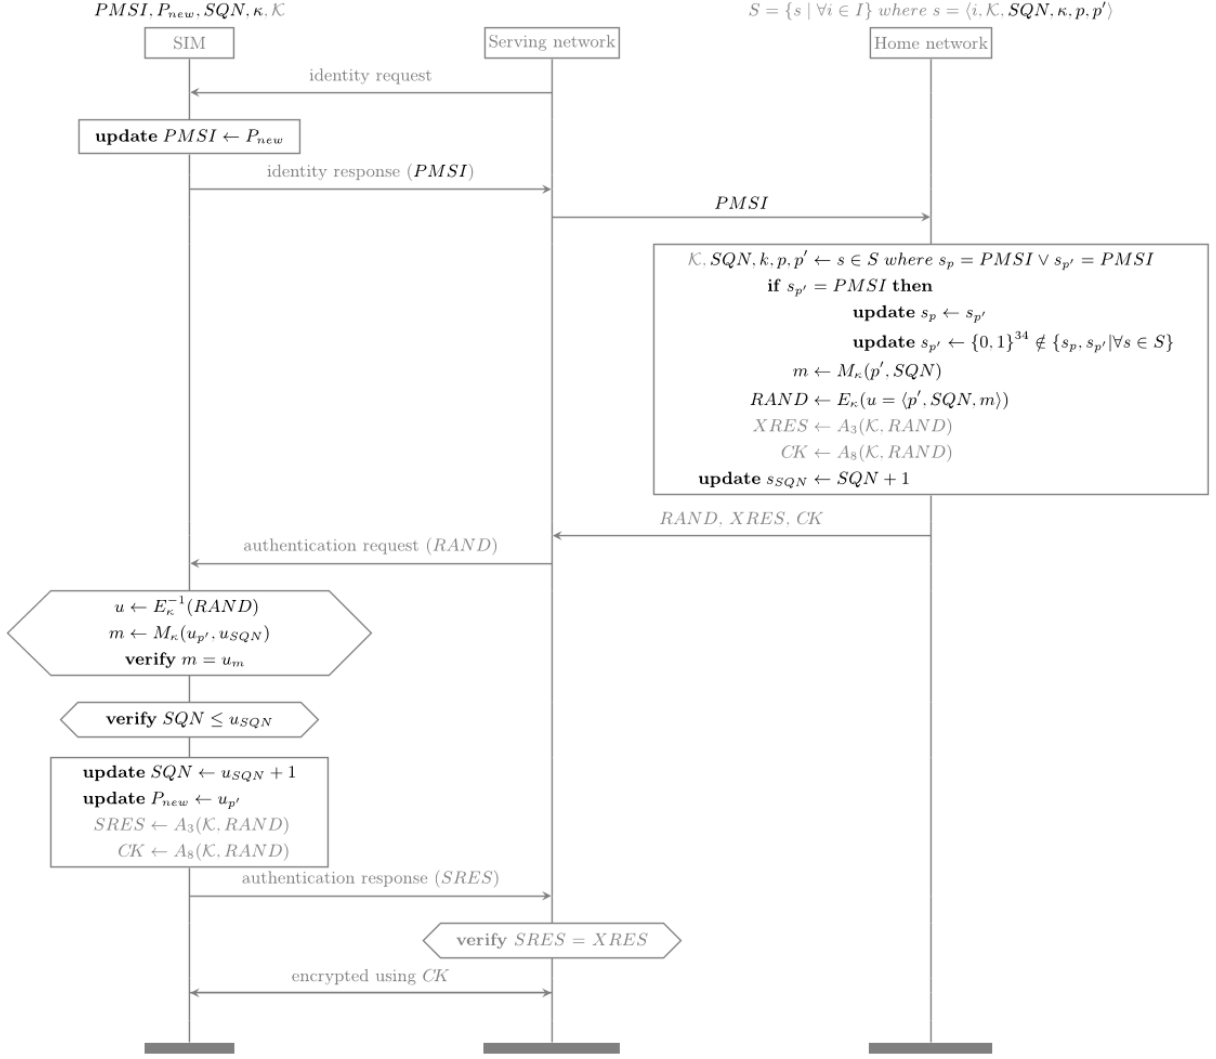 PMSI, P_new, SQN, κ, 𝒦
S = {s | ∀i ∈ I} where s = ⟨i, 𝒦, SQN, κ, p, p′⟩
SIM
Serving network
Home network
identity request
update PMSI ← P_new
identity response (PMSI)
PMSI
𝒦, SQN, k, p, p′ ← s ∈ S where s_p = PMSI ∨ s_p′ = PMSI
if s_p′ = PMSI then
update s_p ← s_p′
update s_p′ ← {0, 1}^34 ∉ {s_p, s_p′|∀s ∈ S}
m ← M_κ(p′, SQN)
RAND ← E_κ(u = ⟨p′, SQN, m⟩)
XRES ← A_3(𝒦, RAND)
CK ← A_8(𝒦, RAND)
update s_SQN ← SQN + 1
RAND, XRES, CK
authentication request (RAND)
u ← E_κ^−1(RAND)
m ← M_κ(u_p′, u_SQN)
verify m = u_m
verify SQN ≤ u_SQN
update SQN ← u_SQN + 1
update P_new ← u_p′
SRES ← A_3(𝒦, RAND)
CK ← A_8(𝒦, RAND)
authentication response (SRES)
verify SRES = XRES
encrypted using CK